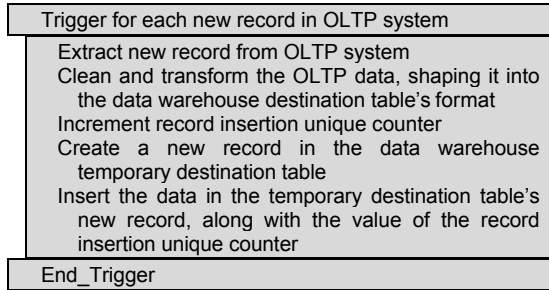 Trigger for each new record in OLTP system
Extract new record from OLTP system
Clean and transform the OLTP data, shaping it into
the data warehouse destination table's format
Increment record insertion unique counter
Create a new record in the data warehouse
temporary destination table
Insert the data in the temporary destination table's
new record, along with the value of the record
insertion unique counter
End_Trigger